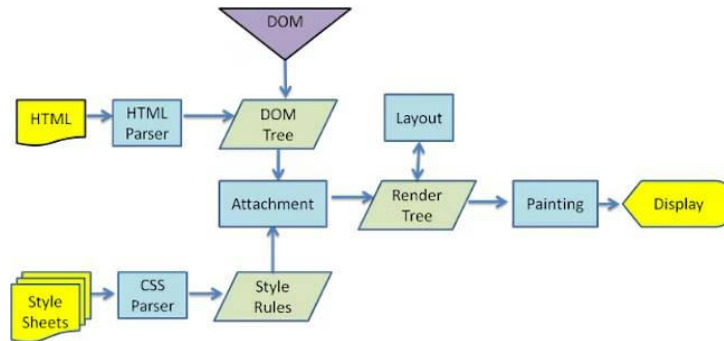 DOM
HTML
HTML
Parser
DOM
Tree
Layout
Attachment
Render
Tree
Painting
Display
Style
Sheets
CSS
Parser
Style
Rules